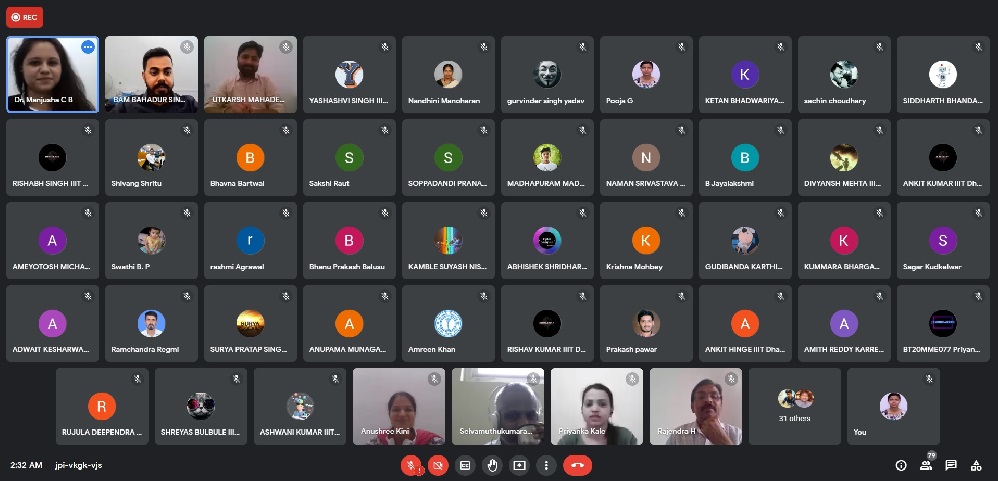 REC
Dr. Manjusha C B
BAM BAHADUR SIN...
UTKARSH MAHADE...
YASHASHVI SINGH III...
Nandhini Manoharan
gurvinder singh yadav
Pooja G
K
KETAN BHADWARIYA...
sachin choudhary
SIDDHARTH BHANDA...
RISHABH SINGH IIIT ...
Shivang Shritu
B
Bhavna Bartwal
S
Sakshi Raut
S
SOPPADANDI PRANA...
MADHAPURAM MAD...
N
NAMAN SRIVASTAVA ...
B
B Jayalakshmi
DIVYANSH MEHTA III...
ANKIT KUMAR IIIT Dh...
A
AMEYOTOSH MICHA...
Swathi B. P
r
rashmi Agrawal
B
Bhanu Prakash Balusu
KAMBLE SUYASH NIS...
ABHISHEK SHRIDHAR...
K
Krishna Mohbey
GUDIBANDA KARTHI...
K
KUMMARA BHARGA...
S
Sagar Kudkelwar
A
ADWAIT KESHARWA...
Ramchandra Regmi
SURYA
SURYA PRATAP SING...
A
ANUPAMA MUNAGA...
Amreen Khan
RISHAV KUMAR IIIT D...
Prakash pawar
A
ANKIT HINGE IIIT Dha...
A
AMITH REDDY KARRE...
BT20MME077 Priyan...
R
RUJULA DEEPENDRA ...
SHREYAS BULBULE III...
ASHWANI KUMAR IIIT...
Anushree Kini
Selvamuthukumara...
Priyanka Kale
Rajendra H
31 others
You
2:32 AM jpi-vkgk-vjs
79